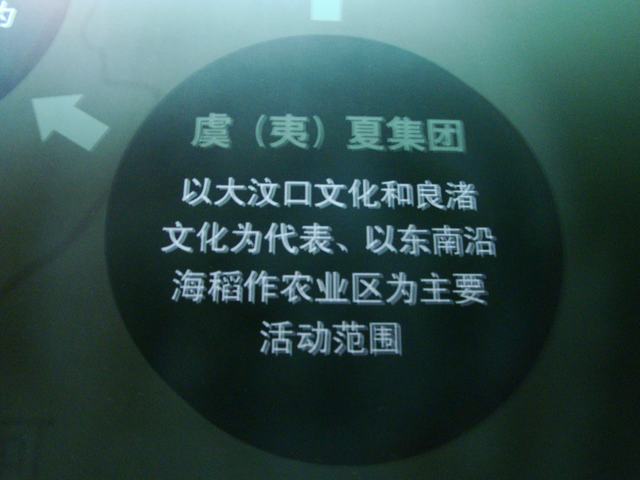 的
虞（夷）夏集团
以大汶口文化和良渚
文化为代表、以东南沿
海稻作农业区为主要
活动范围